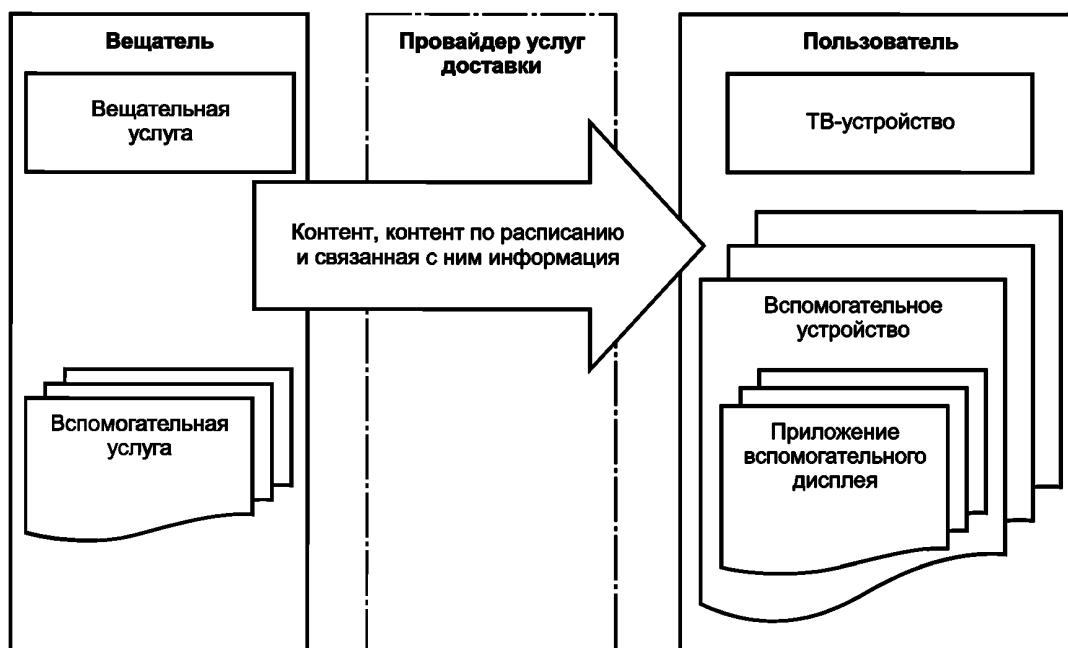 Вещатель
Провайдер услуг
доставки
Пользователь
Вещательная
услуга
ТВ-устройство
Контент, контент по расписанию
и связанная с ним информация
Вспомогательное
устройство
Вспомогательная
услуга
Приложение
вспомогательного
дисплея